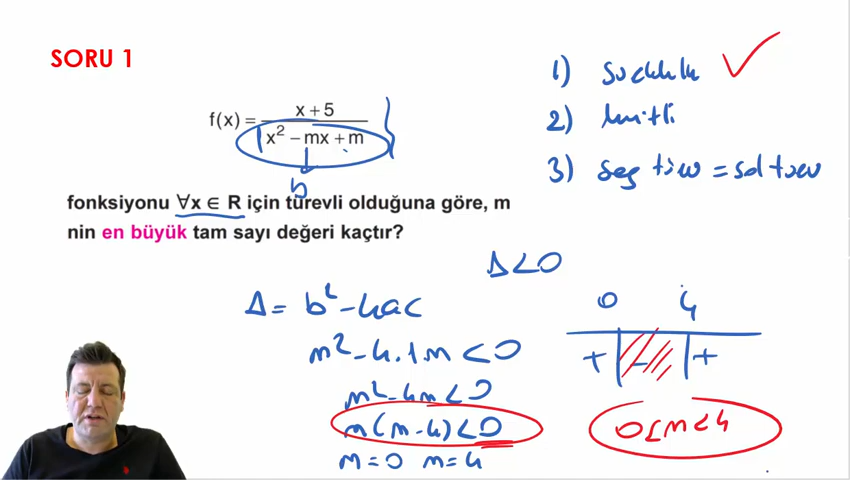 SORU 1
f(x) = x + 5 / x² – mx + m
b
fonksiyonu ∀x ∈ R için türevli olduğuna göre, m
nin en büyük tam sayı değeri kaçtır?
1) süreklilik
2) limitli
3) sağ türev = sol türev
Δ<0
Δ = b² - 4ac
m² - 4.1m < 0
m² - 4m < 0
m(m-4) < 0
m=0 m=4
0 4
+ - +
0<m<4